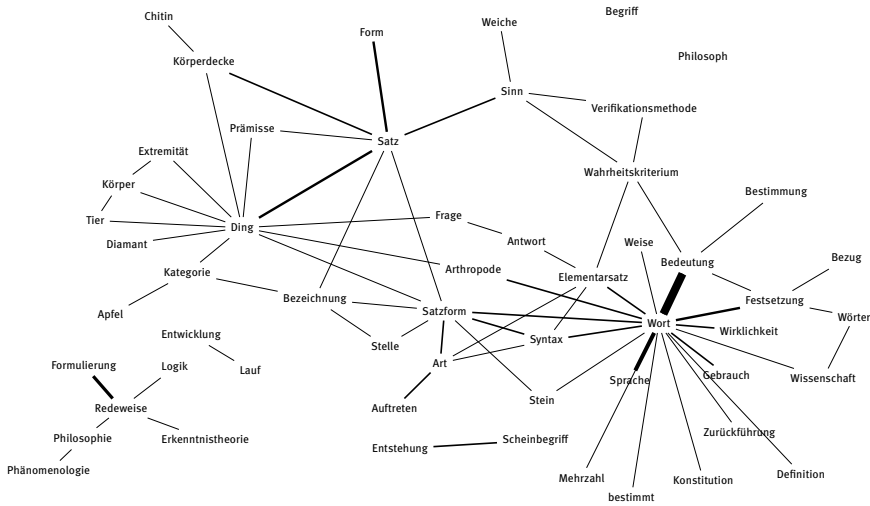 Chitin
Begriff
Weiche
Form
Philosoph
Körperdecke
Sinn
Verifikationsmethode
Prämisse
Satz
Extremität
Wahrheitskriterium
Körper
Bestimmung
Tier
Frage
Ding
Diamant
Antwort
Weise
Bezug
Bedeutung
Arthropode
Kategorie
Elementarsatz
Bezeichnung
Festsetzung
Apfel
Satzform
Wörter
Wort
Wirklichkeit
Entwicklung
Syntax
Stelle
Art
Formulierung
Logik
Lauf
Sprache
Gebrauch
Wissenschaft
Stein
Redeweise
Auftreten
Zurückführung
Philosophie
Erkenntnistheorie
Scheinbegriff
Entstehung
Phänomenologie
Mehrzahl
Konstitution
Definition
bestimmt